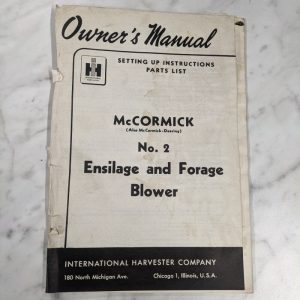 Owner's Manual
SETTING UP INSTRUCTIONS
PARTS LIST
IH
McCORMICK
(Also McCormick-Deering)
No. 2
Ensilage and Forage
Blower
INTERNATIONAL HARVESTER COMPANY
180 North Michigan Ave. Chicago 1, Illinois, U.S.A.